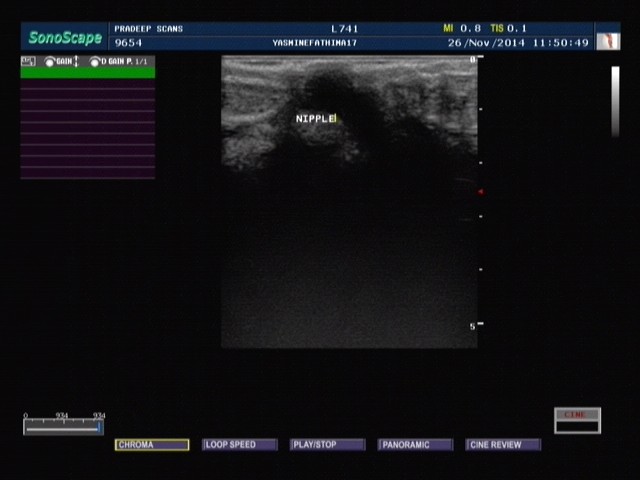 SonoScape
PRADEEP SCANS L741 MI 0.8 TIS 0.1
9654 YASMINEFATHIMA17 26/Nov/2014 11:50:49
GAIN D GAIN P. 1/1
0
NIPPLE
5
0 934 934
CINE
CHROMA LOOP SPEED PLAY/STOP PANORAMIC CINE REVIEW